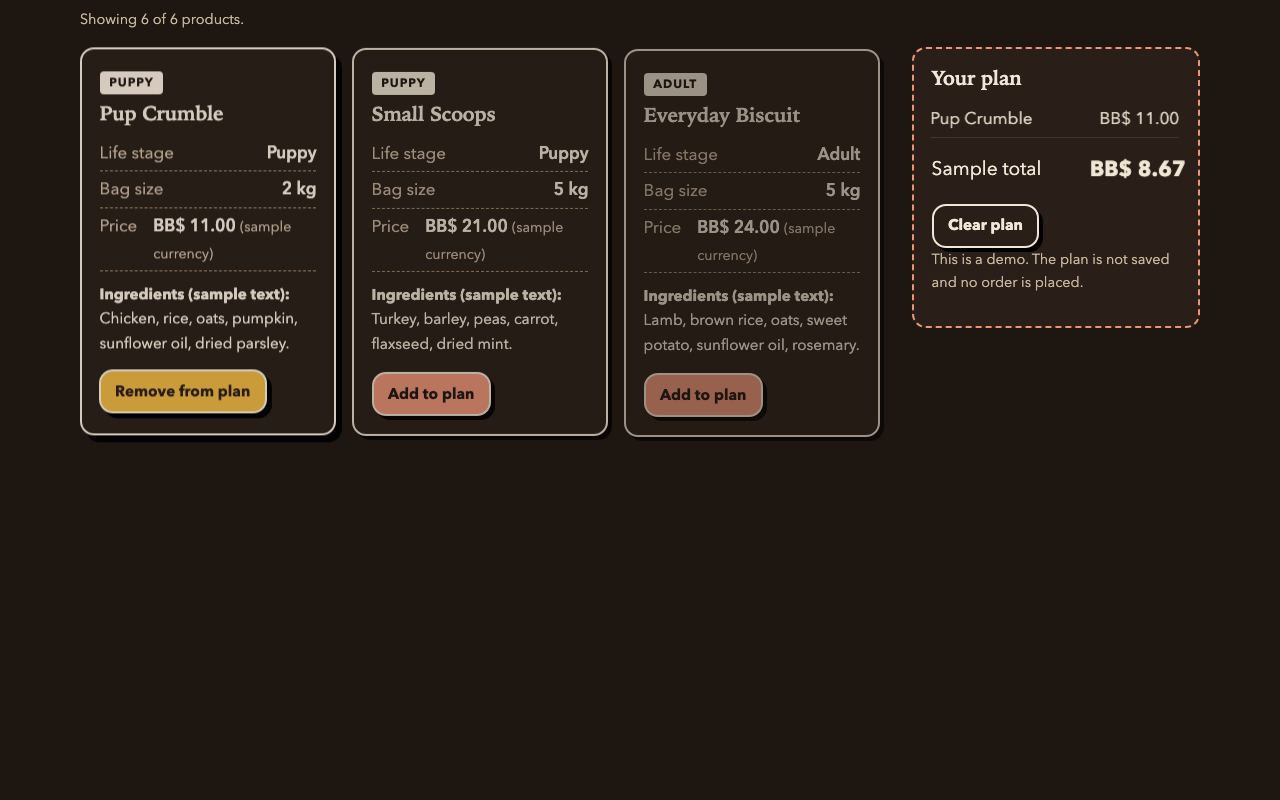 Showing 6 of 6 products.
PUPPY
Pup Crumble
Life stage Puppy
Bag size 2 kg
Price BB$ 11.00 (sample
currency)
Ingredients (sample text):
Chicken, rice, oats, pumpkin,
sunflower oil, dried parsley.
Remove from plan
PUPPY
Small Scoops
Life stage Puppy
Bag size 5 kg
Price BB$ 21.00 (sample
currency)
Ingredients (sample text):
Turkey, barley, peas, carrot,
flaxseed, dried mint.
Add to plan
ADULT
Everyday Biscuit
Life stage Adult
Bag size 5 kg
Price BB$ 24.00 (sample
currency)
Ingredients (sample text):
Lamb, brown rice, oats, sweet
potato, sunflower oil, rosemary.
Add to plan
Your plan
Pup Crumble BB$ 11.00
Sample total BB$ 8.67
Clear plan
This is a demo. The plan is not saved
and no order is placed.